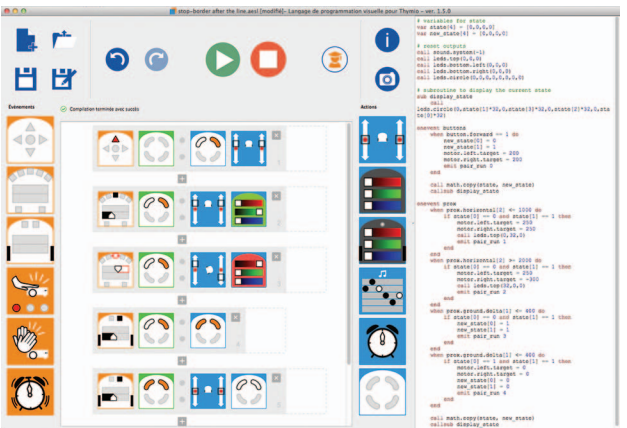 stop-border after the line.aesl [modifié]- Langage de programmation visuelle pour Thymio - ver. 1.5.0
Événements
Compilation terminée avec succès
Actions
# variables for state
var state[4] = [0,0,0,0]
var new_state[4] = [0,0,0,0]
# reset outputs
call sound.system(-1)
call leds.top(0,0,0)
call leds.bottom.left(0,0,0)
call leds.bottom.right(0,0,0)
call leds.circle(0,0,0,0,0,0,0,0)
# subroutine to display the current state
sub display_state
call
leds.circle(0,state[1]*32,0,state[3]*32,0,state[2]*32,0,sta
te[0]*32)
onevent buttons
when button.forward == 1 do
new_state[0] = 0
new_state[1] = 1
motor.left.target = 200
motor.right.target = 200
emit pair_run 0
end
call math.copy(state, new_state)
callsub display_state
onevent prox
when prox.horizontal[2] <= 1000 do
if state[0] == 0 and state[1] == 1 then
motor.left.target = 250
motor.right.target = 250
call leds.top(0,32,0)
emit pair_run 1
end
end
when prox.horizontal[2] >= 2000 do
if state[0] == 0 and state[1] == 1 then
motor.left.target = 250
motor.right.target = -300
call leds.top(32,0,0)
emit pair_run 2
end
end
when prox.ground.delta[1] <= 400 do
if state[0] == 0 and state[1] == 1 then
new_state[0] = 1
new_state[1] = 1
emit pair_run 3
end
end
when prox.ground.delta[1] <= 400 do
if state[0] == 1 and state[1] == 1 then
motor.left.target = 0
motor.right.target = 0
new_state[0] = 0
new_state[1] = 0
emit pair_run 4
end
end
call math.copy(state, new_state)
callsub display_state